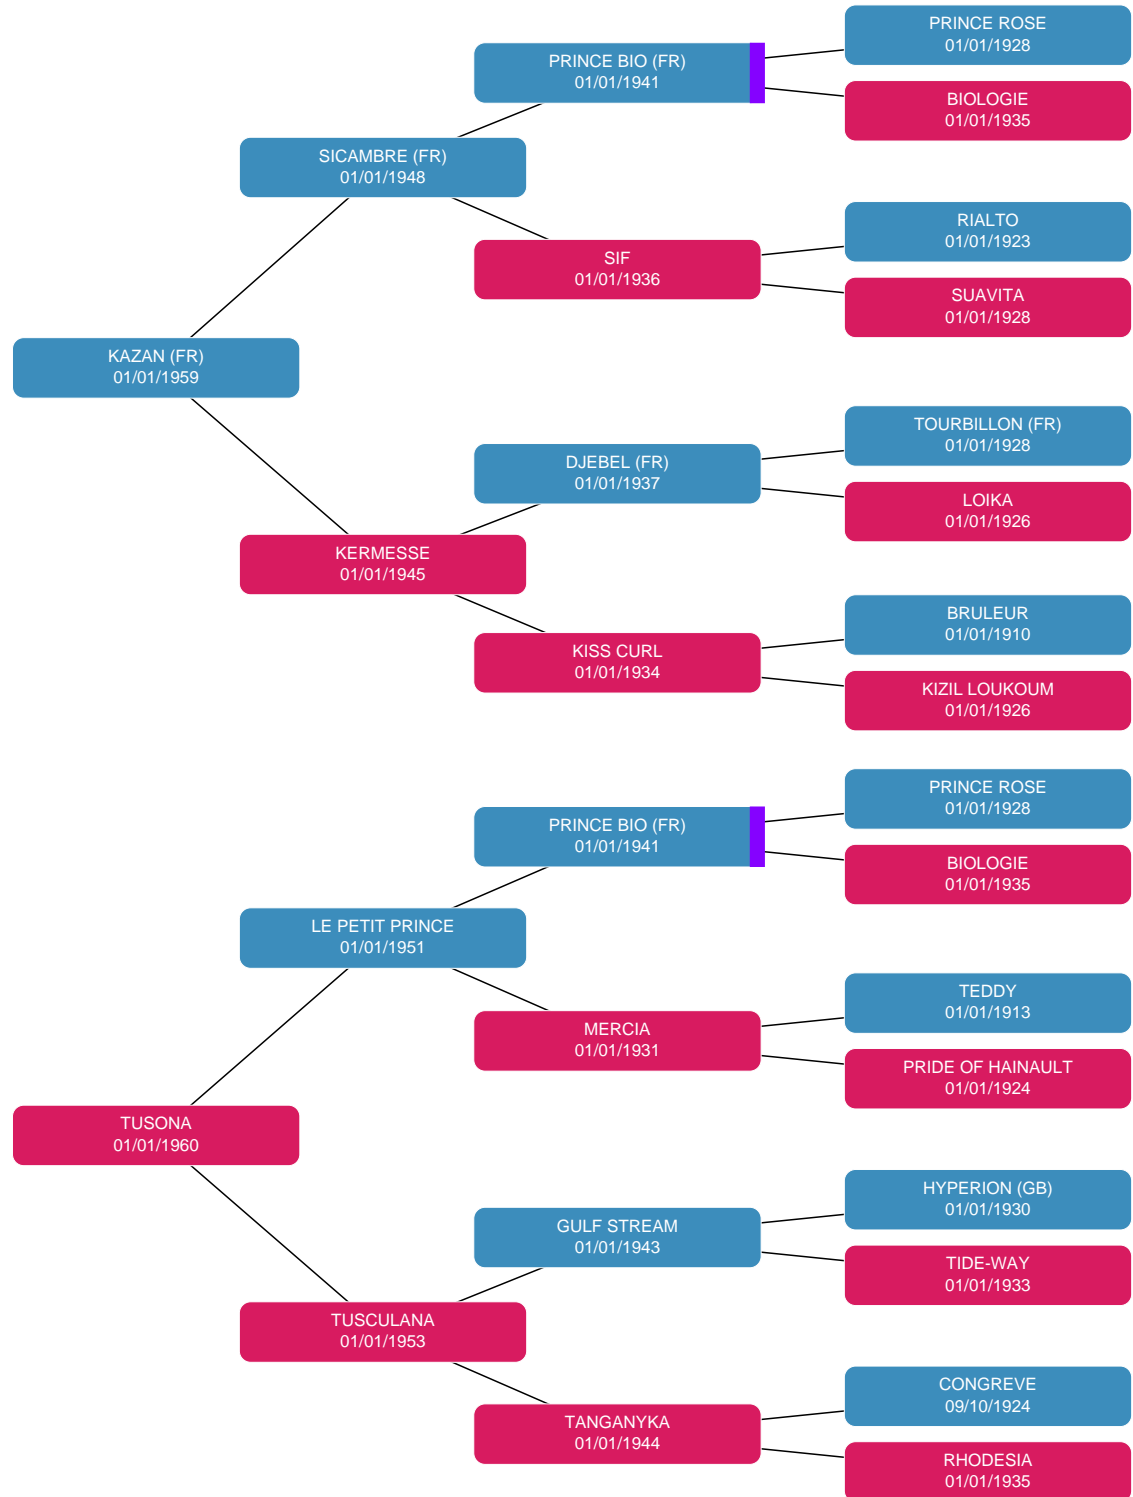 PRINCE ROSE
01/01/1928
PRINCE BIO (FR)
01/01/1941
BIOLOGIE
01/01/1935
SICAMBRE (FR)
01/01/1948
RIALTO
01/01/1923
SIF
01/01/1936
SUAVITA
01/01/1928
KAZAN (FR)
01/01/1959
TOURBILLON (FR)
01/01/1928
DJEBEL (FR)
01/01/1937
LOIKA
01/01/1926
KERMESSE
01/01/1945
BRULEUR
01/01/1910
KISS CURL
01/01/1934
KIZIL LOUKOUM
01/01/1926
PRINCE ROSE
01/01/1928
PRINCE BIO (FR)
01/01/1941
BIOLOGIE
01/01/1935
LE PETIT PRINCE
01/01/1951
TEDDY
01/01/1913
MERCIA
01/01/1931
PRIDE OF HAINAULT
01/01/1924
TUSONA
01/01/1960
HYPERION (GB)
01/01/1930
GULF STREAM
01/01/1943
TIDE-WAY
01/01/1933
TUSCULANA
01/01/1953
CONGREVE
09/10/1924
TANGANYKA
01/01/1944
RHODESIA
01/01/1935